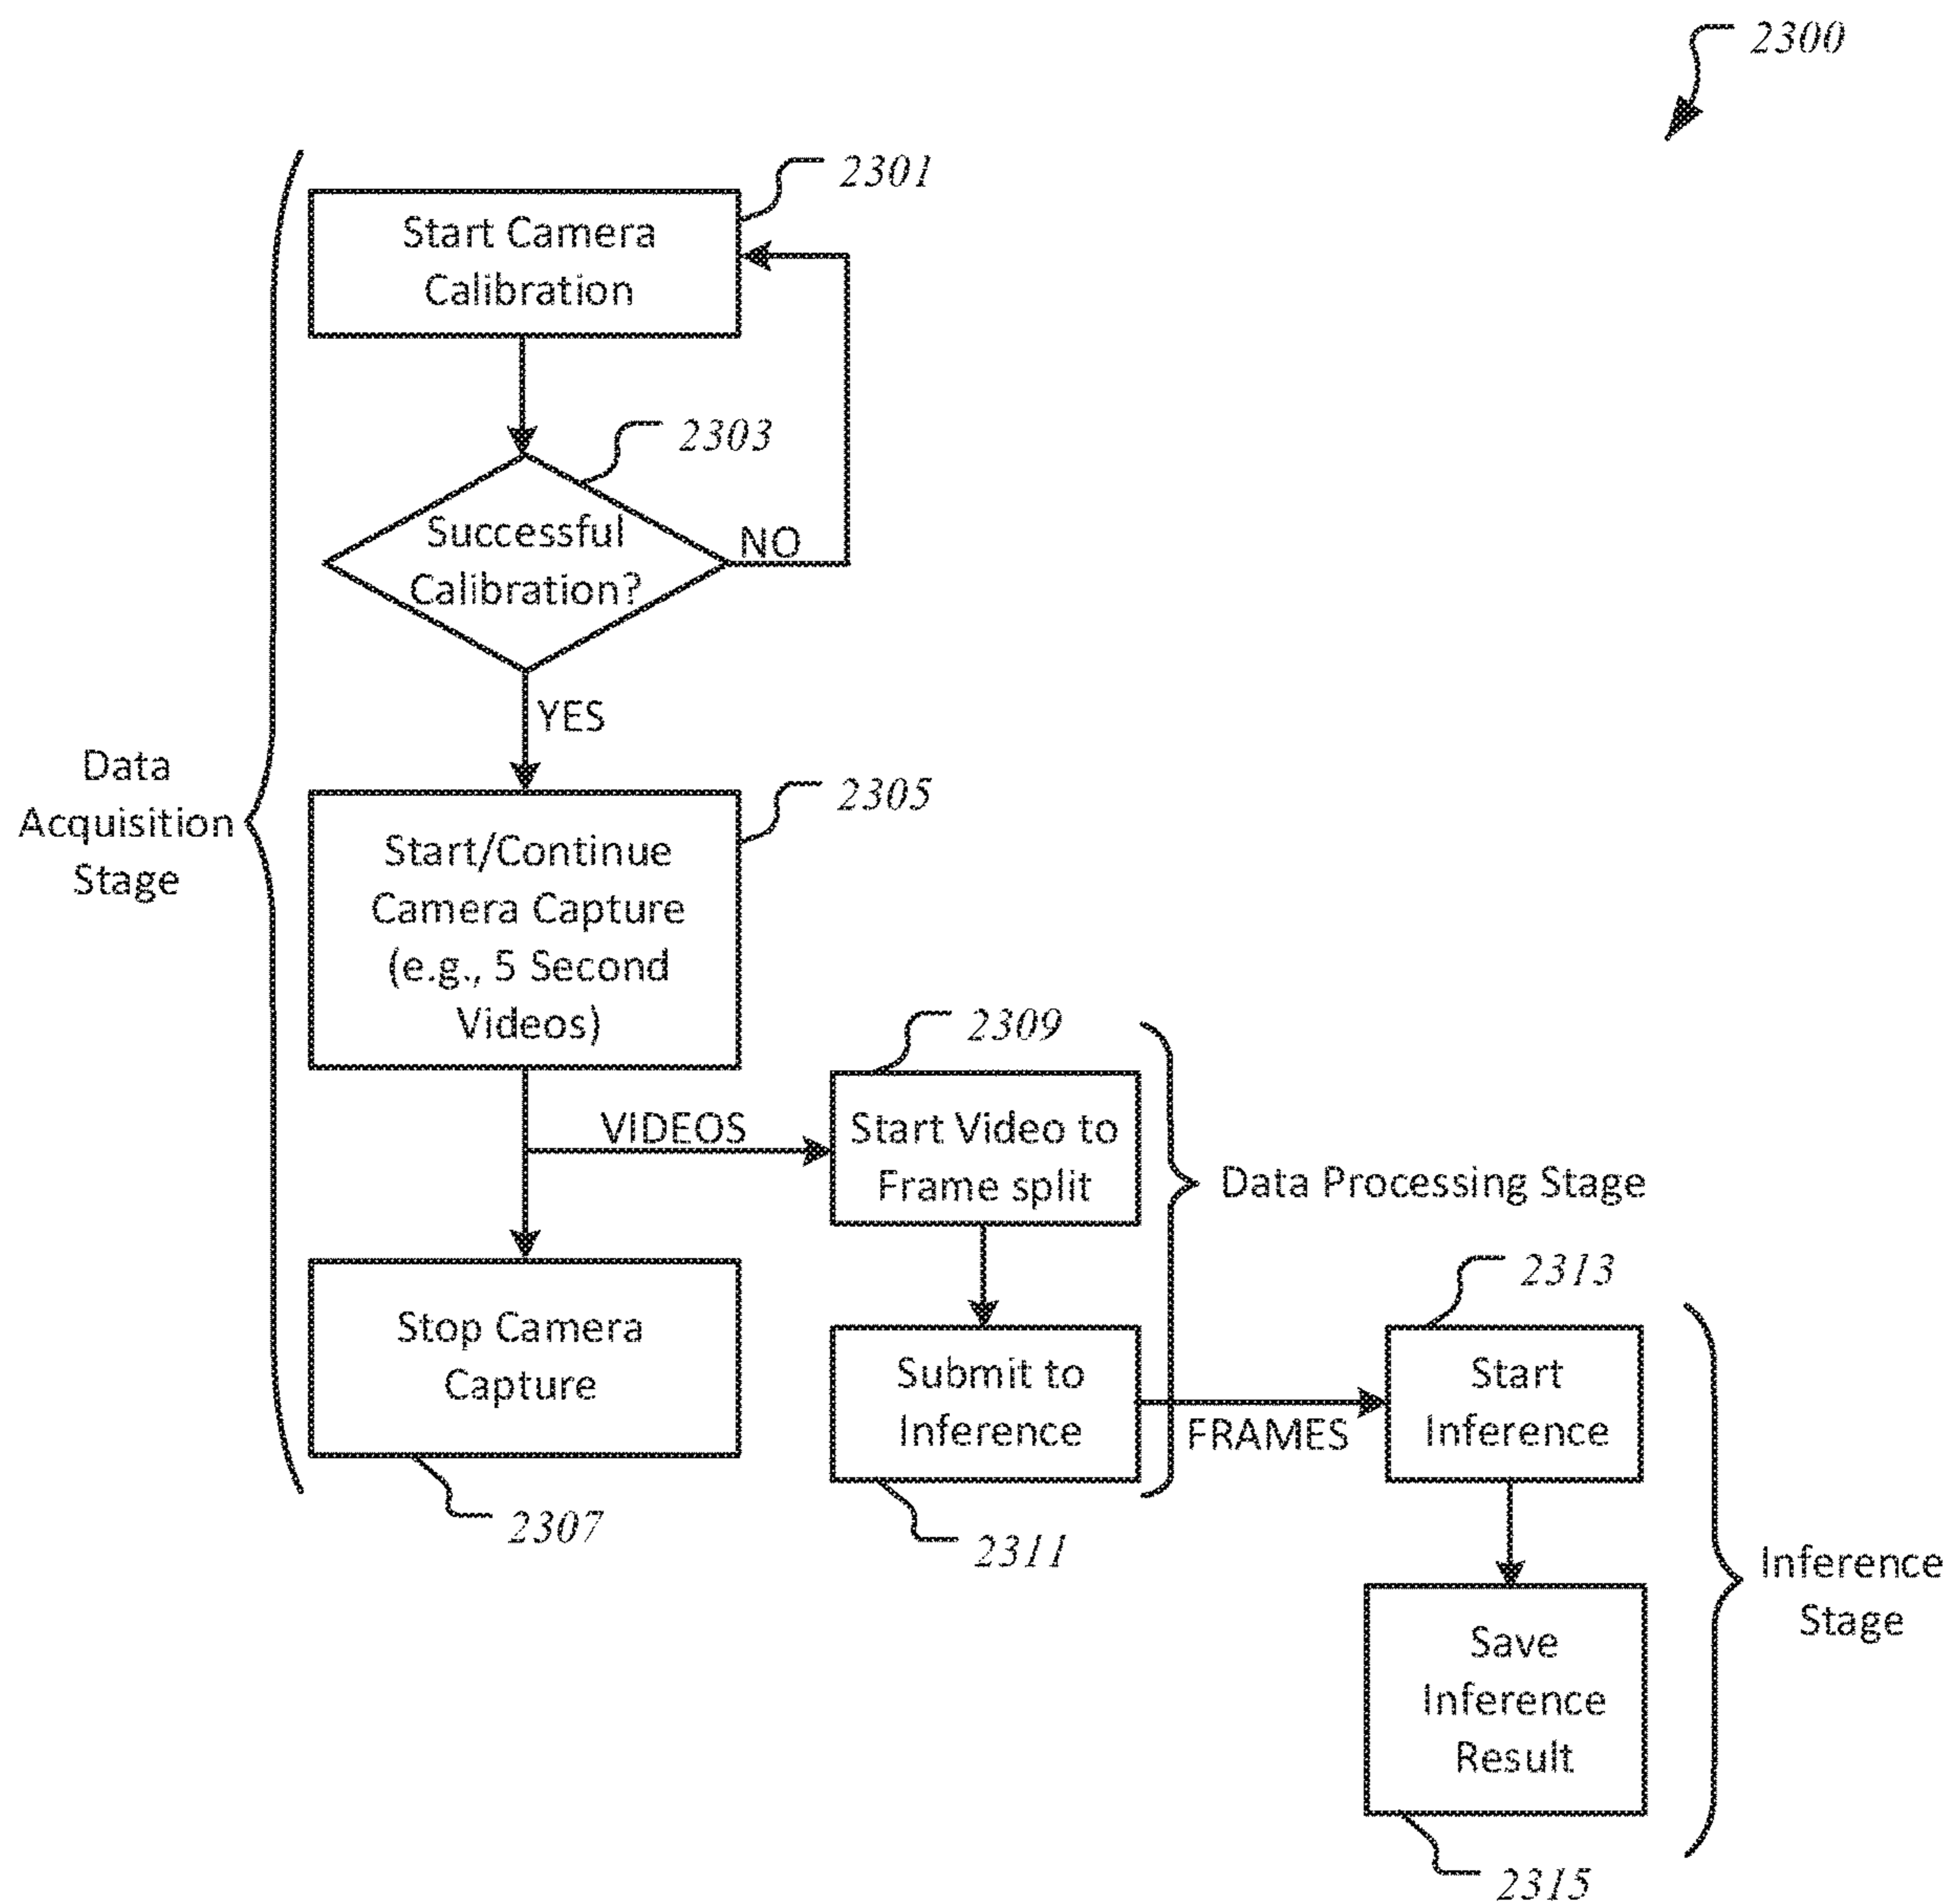 2300
2301
Start Camera
Calibration
2303
Successful
Calibration?
NO
YES
Data
Acquisition
Stage
2305
Start/Continue
Camera Capture
(e.g., 5 Second
Videos)
2309
VIDEOS
Start Video to
Frame split
Data Processing Stage
2313
Stop Camera
Capture
Submit to
Inference
FRAMES
Start
Inference
2307
2311
Inference
Stage
Save
Inference
Result
2315